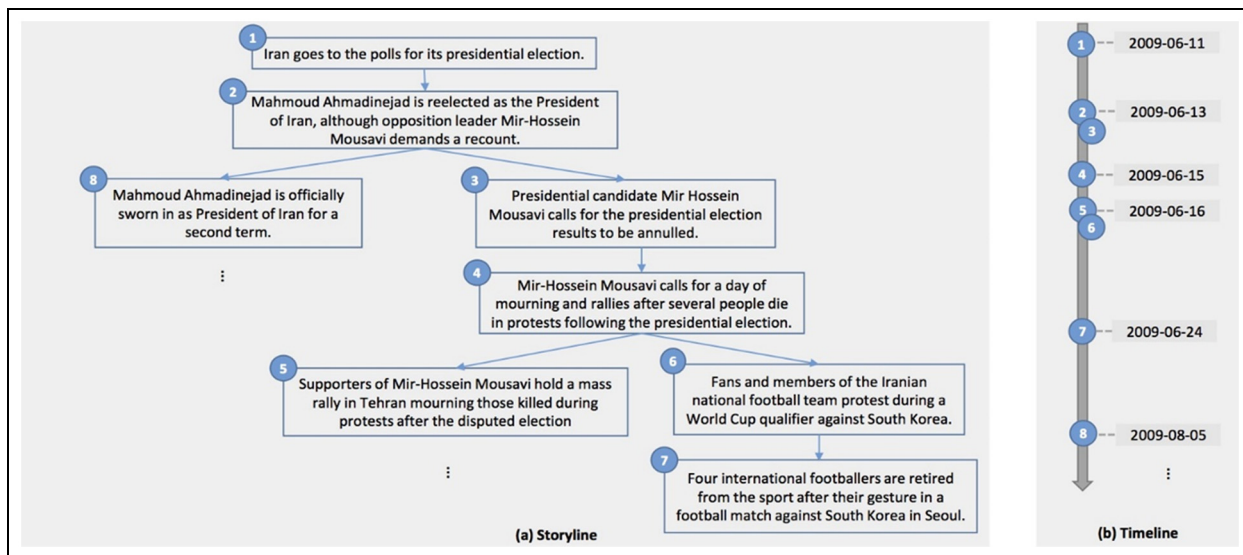 1
Iran goes to the polls for its presidential election.
2
Mahmoud Ahmadinejad is reelected as the President
of Iran, although opposition leader Mir-Hossein
Mousavi demands a recount.
8
Mahmoud Ahmadinejad is officially
sworn in as President of Iran for a
second term.
⋮
3
Presidential candidate Mir Hossein
Mousavi calls for the presidential election
results to be annulled.
4
Mir-Hossein Mousavi calls for a day of
mourning and rallies after several people die
in protests following the presidential election.
5
Supporters of Mir-Hossein Mousavi hold a mass
rally in Tehran mourning those killed during
protests after the disputed election
⋮
6
Fans and members of the Iranian
national football team protest during a
World Cup qualifier against South Korea.
7
Four international footballers are retired
from the sport after their gesture in a
football match against South Korea in Seoul.
(a) Storyline
1 2009-06-11
2 2009-06-13
3
4 2009-06-15
5 2009-06-16
6
7 2009-06-24
8 2009-08-05
⋮
(b) Timeline